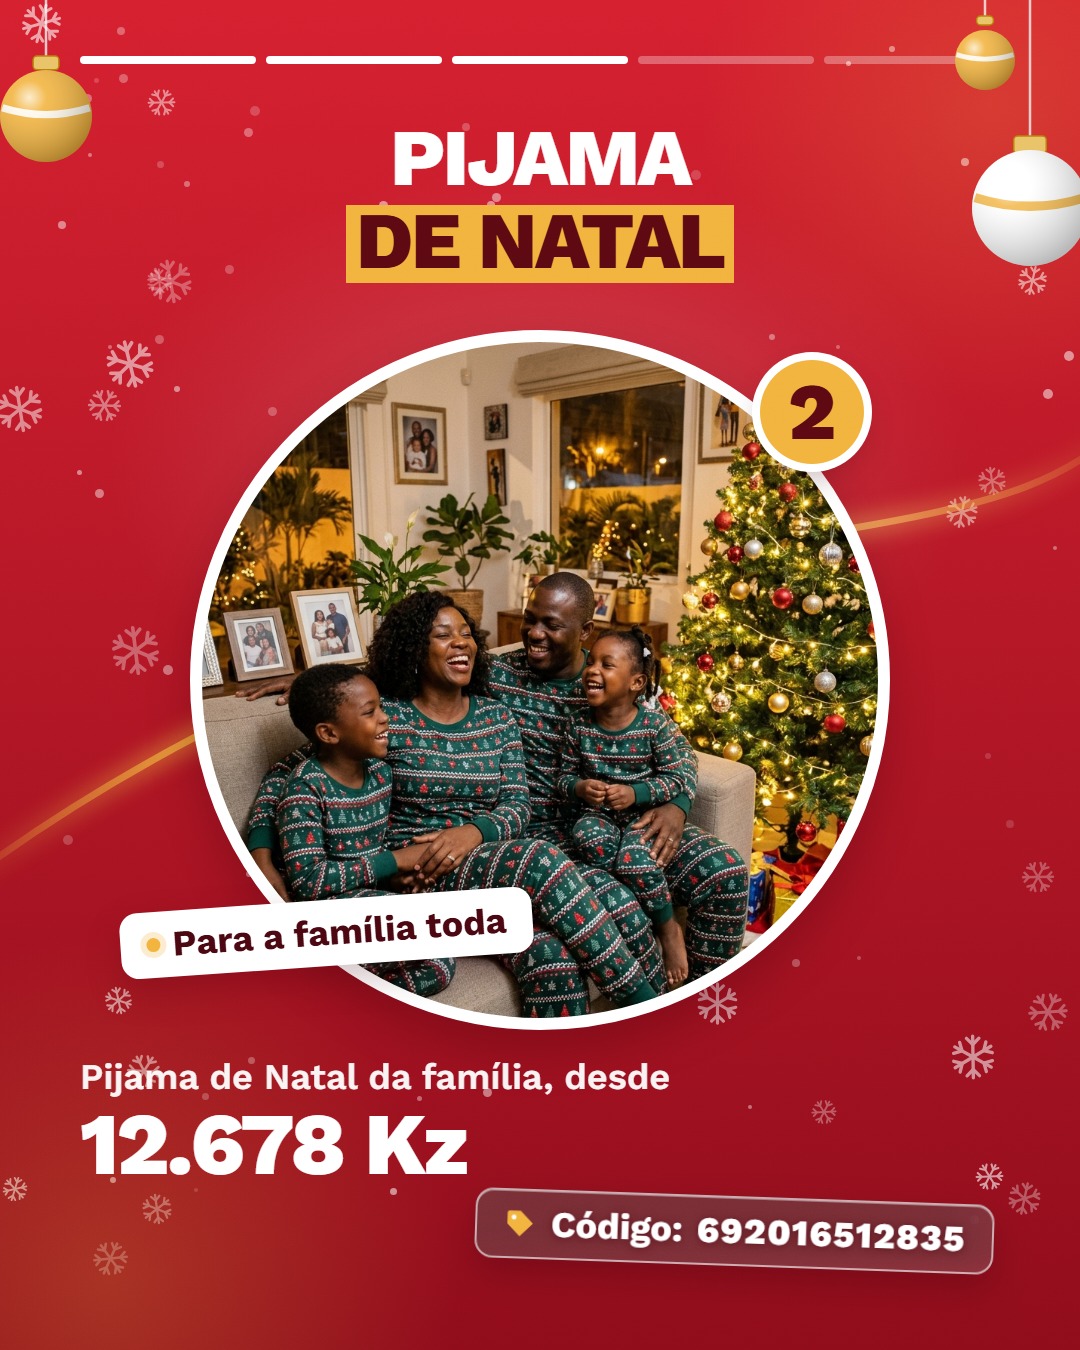 PIJAMA
DE NATAL
2
Para a família toda
Pijama de Natal da família, desde
12.678 Kz
Código: 692016512835